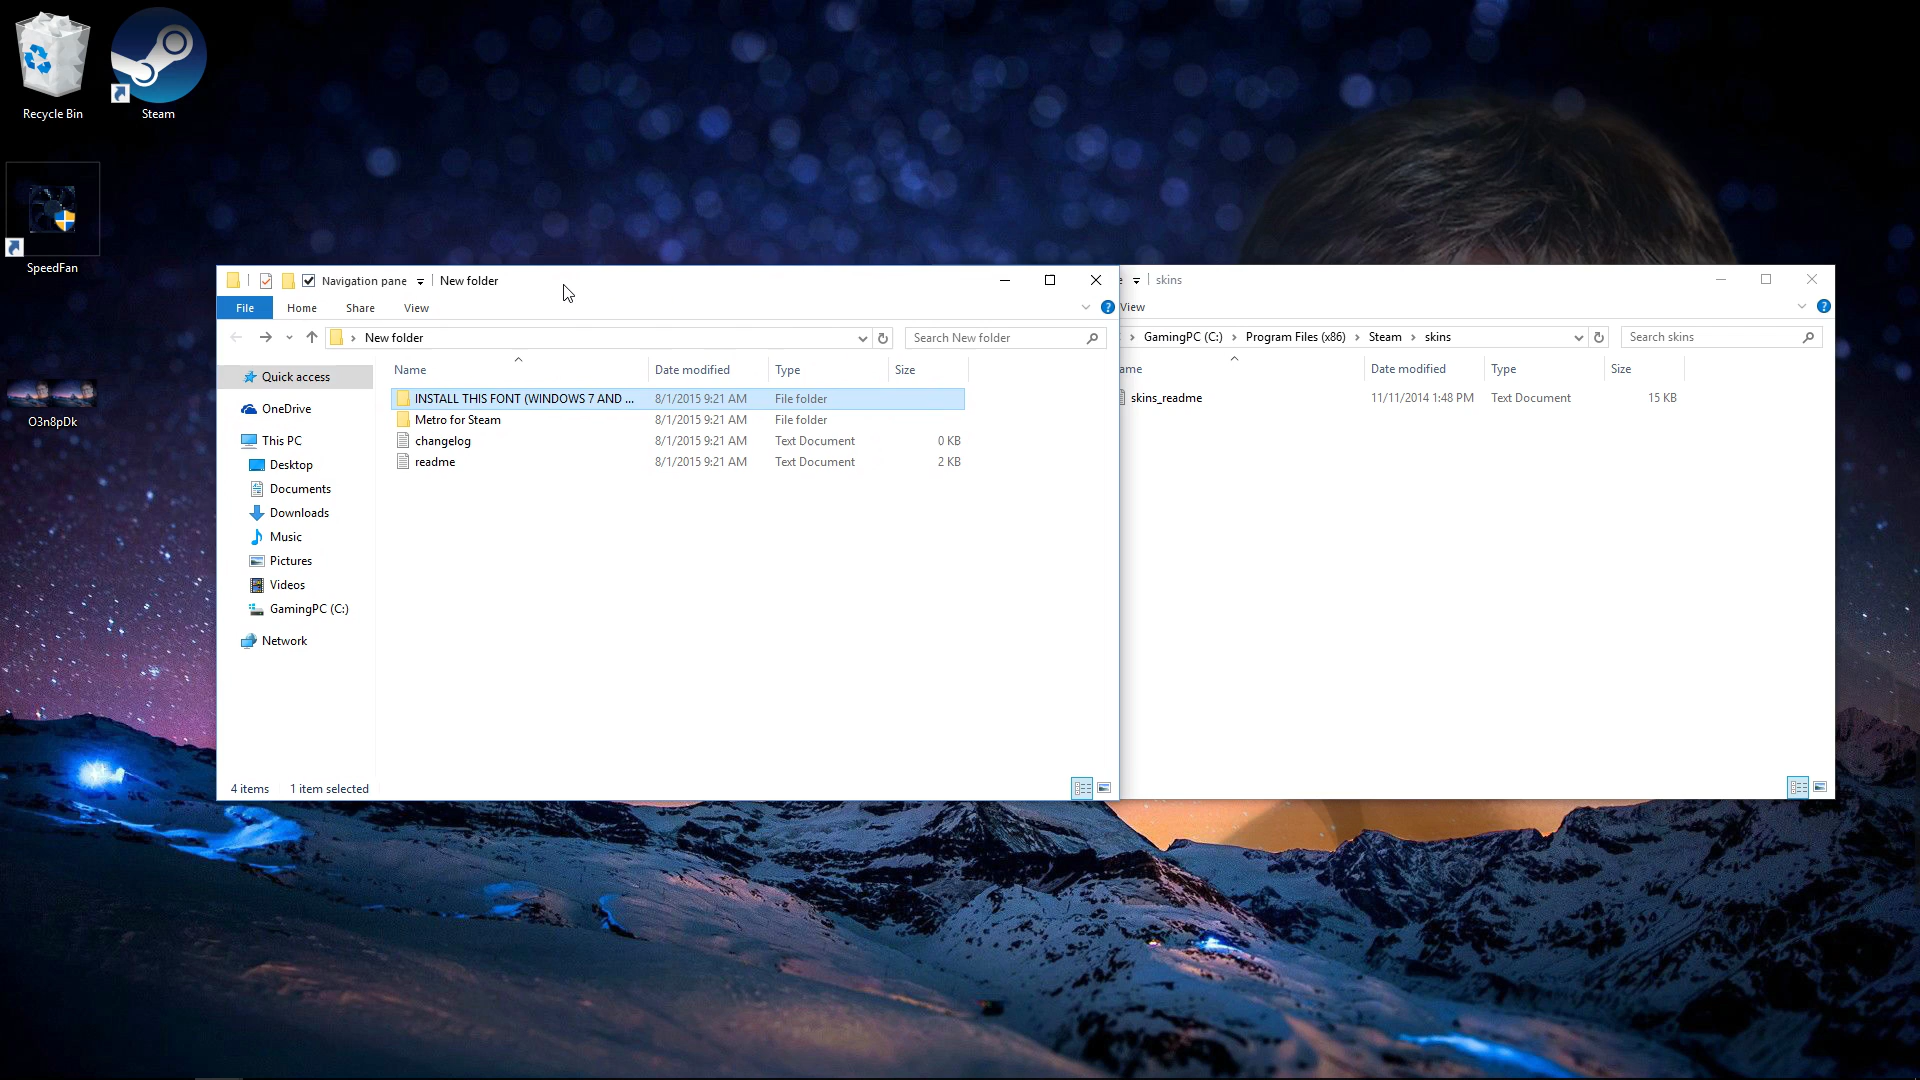 Recycle Bin
Steam
SpeedFan
O3n8pDk
Navigation pane
New folder
File
Home
Share
View
New folder
Search New folder
Name
Date modified
Type
Size
Quick access
OneDrive
This PC
Desktop
Documents
Downloads
Music
Pictures
Videos
GamingPC (C:)
Network
INSTALL THIS FONT (WINDOWS 7 AND ... 8/1/2015 9:21 AM File folder
Metro for Steam 8/1/2015 9:21 AM File folder
changelog 8/1/2015 9:21 AM Text Document 0 KB
readme 8/1/2015 9:21 AM Text Document 2 KB
4 items 1 item selected
e
skins
View
GamingPC (C:) Program Files (x86) Steam skins
Search skins
ame
Date modified
Type
Size
skins_readme 11/11/2014 1:48 PM Text Document 15 KB